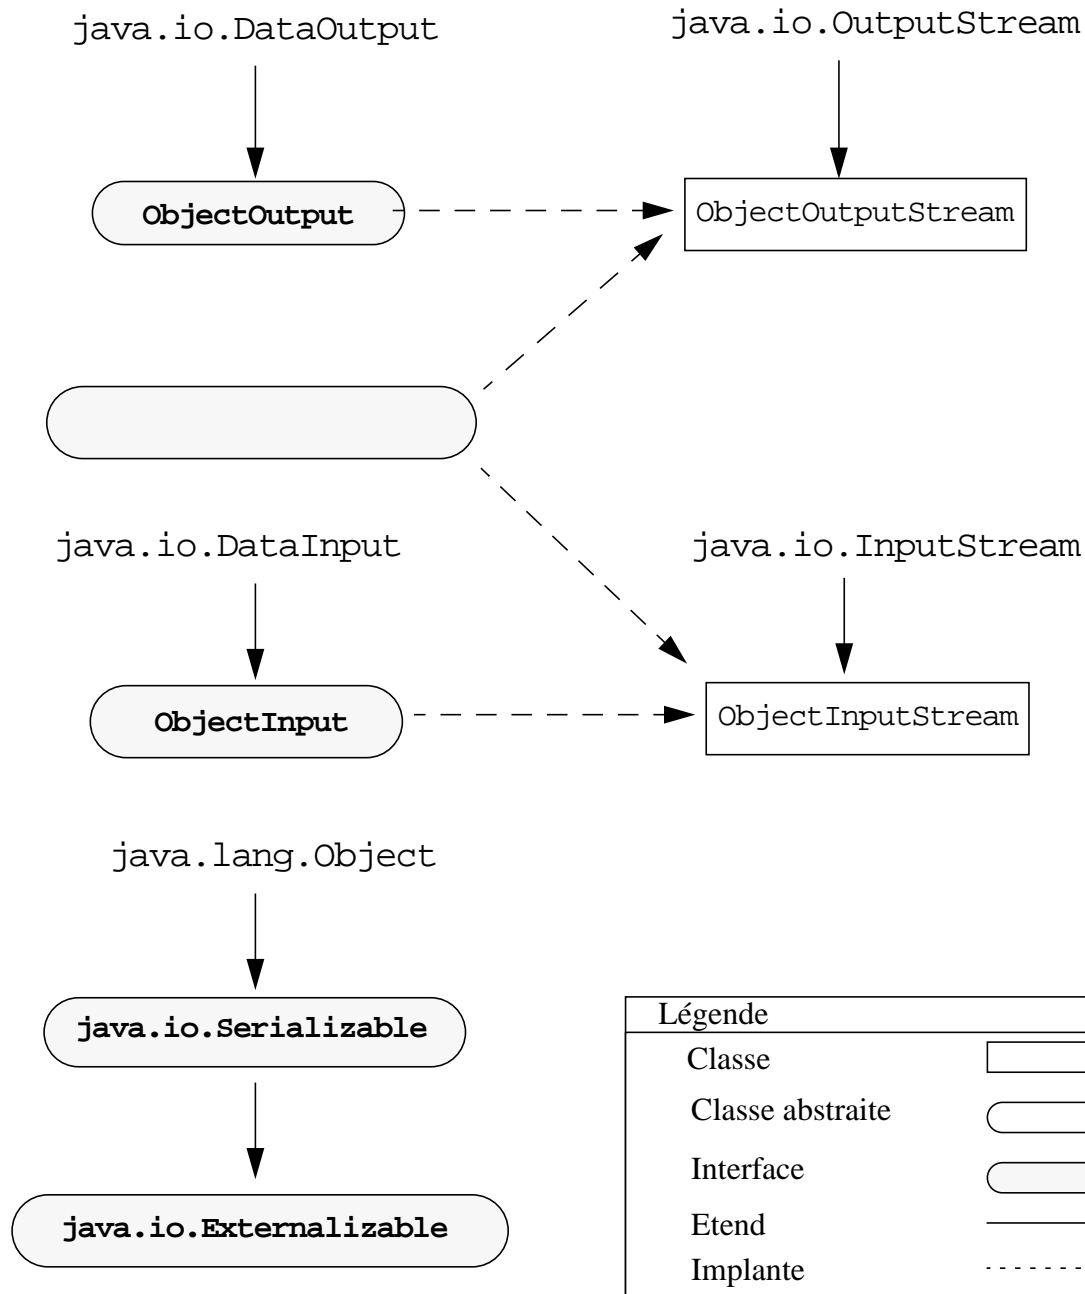 java.io.DataOutput
java.io.OutputStream
ObjectOutput
ObjectOutputStream
java.io.DataInput
java.io.InputStream
ObjectInput
ObjectInputStream
java.lang.Object
java.io.Serializable
java.io.Externalizable
Légende
Classe
Classe abstraite
Interface
Etend
Implante